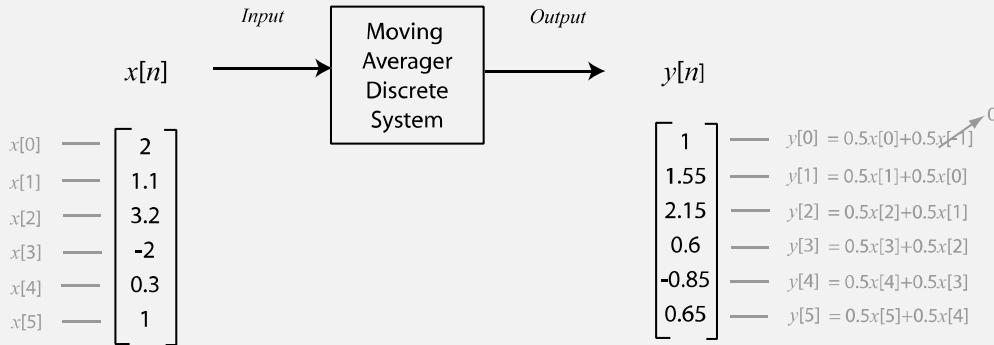 Input
Output
Moving
Averager
Discrete
System
x[n]
y[n]
x[0] 2
x[1] 1.1
x[2] 3.2
x[3] -2
x[4] 0.3
x[5] 1
1 y[0] = 0.5x[0]+0.5x[-1] 0
1.55 y[1] = 0.5x[1]+0.5x[0]
2.15 y[2] = 0.5x[2]+0.5x[1]
0.6 y[3] = 0.5x[3]+0.5x[2]
-0.85 y[4] = 0.5x[4]+0.5x[3]
0.65 y[5] = 0.5x[5]+0.5x[4]